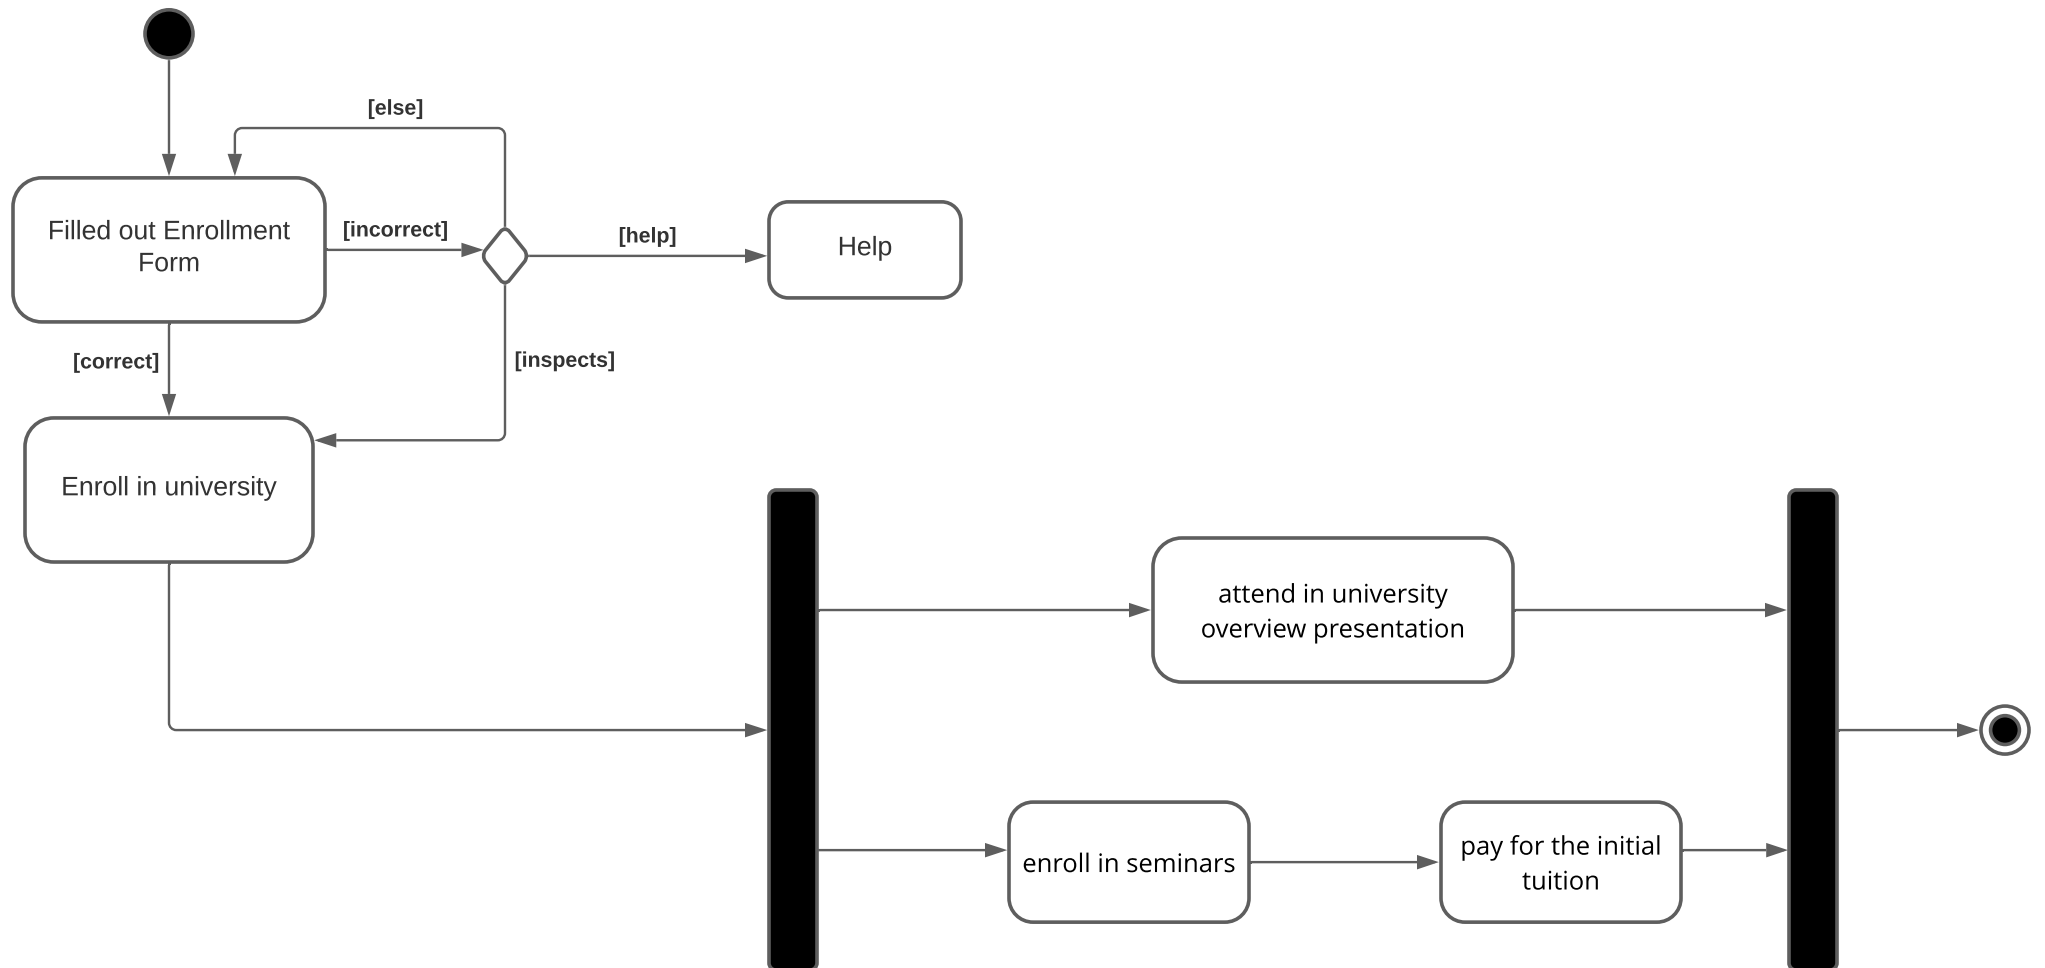 [else]
Filled out Enrollment
Form
[incorrect]
[help]
Help
[correct]
[inspects]
Enroll in university
attend in university
overview presentation
enroll in seminars
pay for the initial
tuition